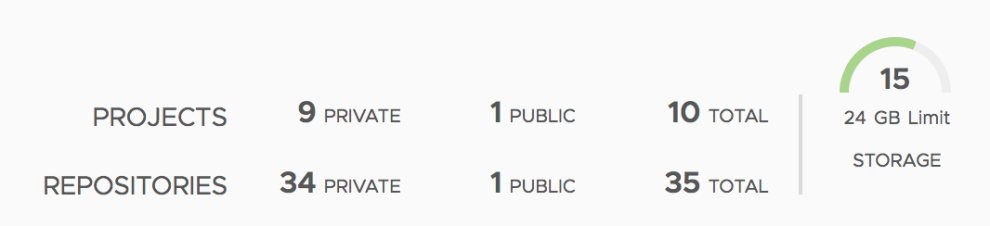 PROJECTS 9 PRIVATE 1 PUBLIC 10 TOTAL
REPOSITORIES 34 PRIVATE 1 PUBLIC 35 TOTAL
15
24 GB Limit
STORAGE